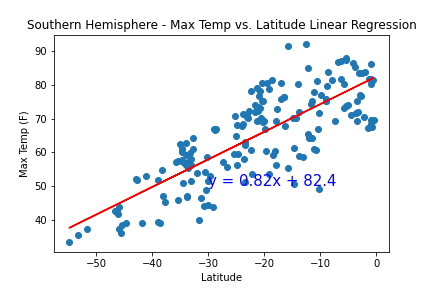 Southern Hemisphere - Max Temp vs. Latitude Linear Regression
90
80
70
60
50
40
Max Temp (F)
y = 0.82x + 82.4
−50 −40 −30 −20 −10 0
Latitude